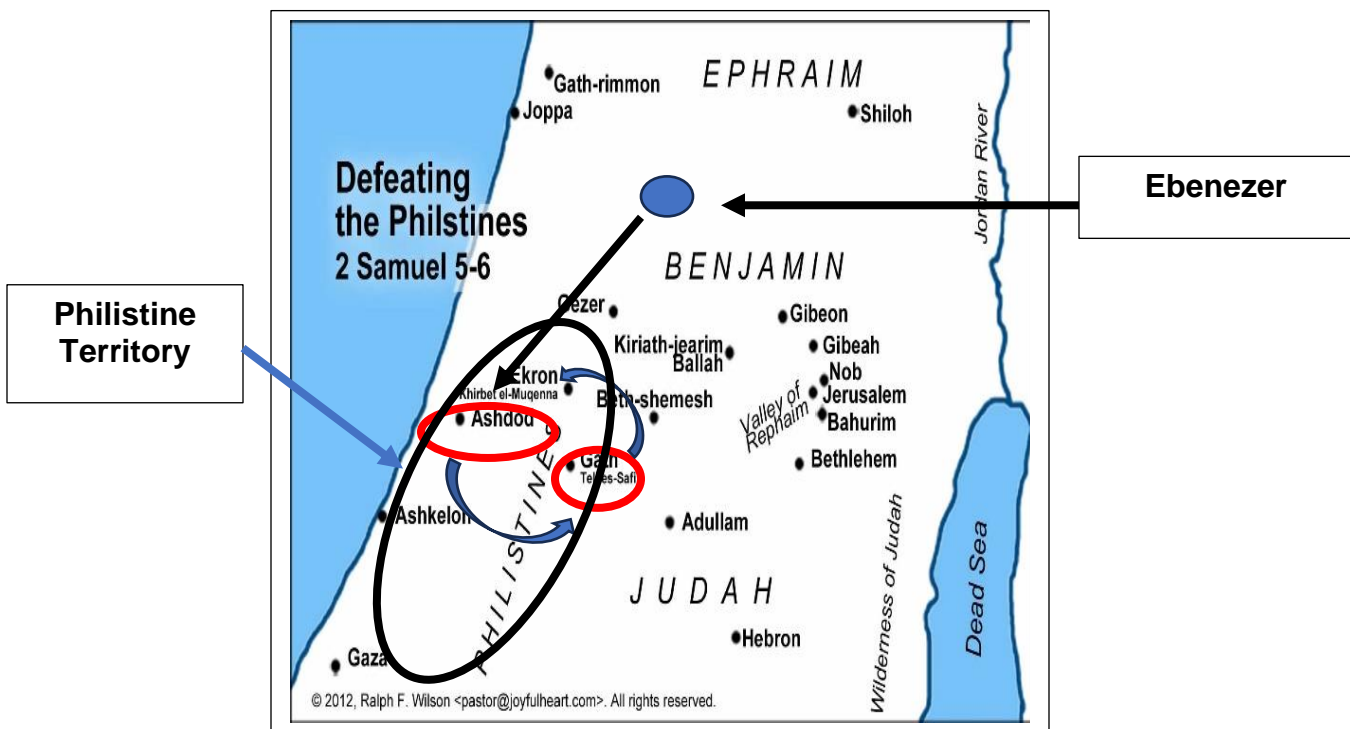 EPHRAIM
Gath-rimmon
Joppa
Shiloh
Jordan River
Defeating
the Philstines
2 Samuel 5-6
Ebenezer
BENJAMIN
Philistine
Territory
Gezer
Gibeon
Kiriath-jearim
Ballah
Gibeah
Nob
Ekron
Khirbet el-Muqenna
Beth-shemesh
Jerusalem
Valley of
Rephaim
Bahurim
Ashdod
Gath
Tell es-Safi
Bethlehem
Ashkelon
PHILISTINES
Adullam
Wilderness of Judah
Dead Sea
JUDAH
Hebron
Gaza
© 2012, Ralph F. Wilson <pastor@joyfulheart.com>. All rights reserved.